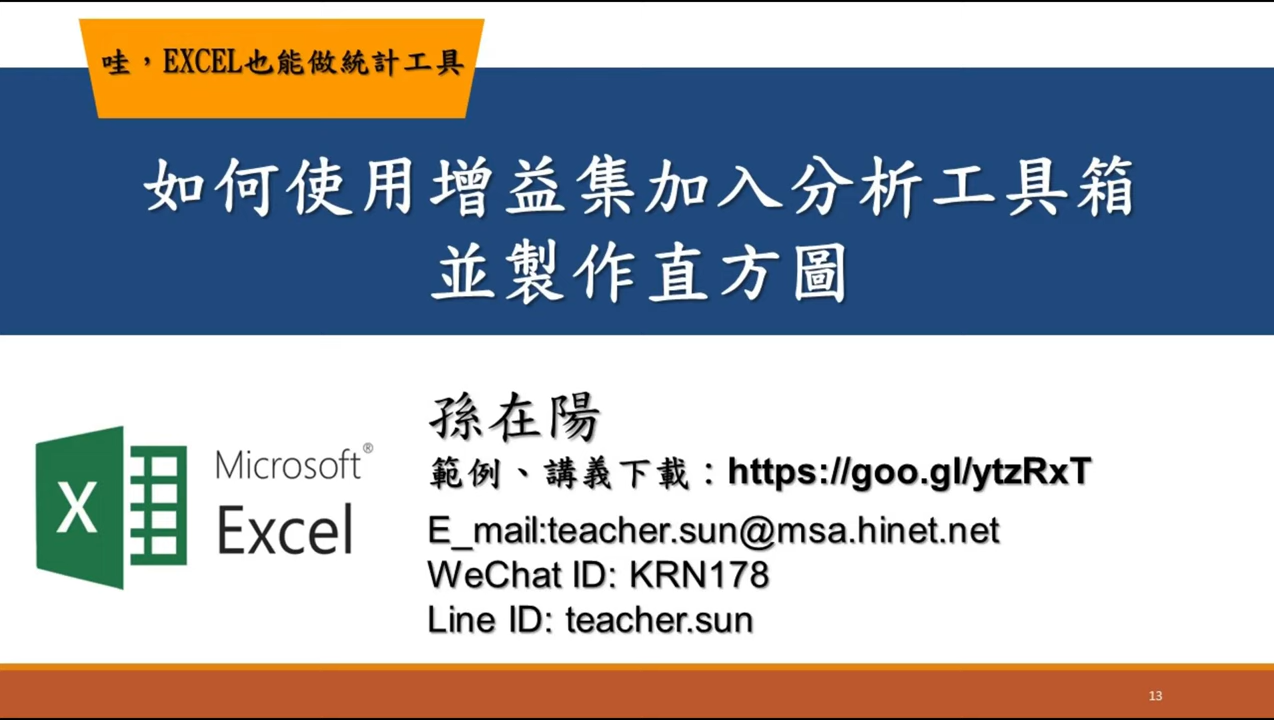 哇，EXCEL也能做統計工具
如何使用增益集加入分析工具箱
並製作直方圖
孫在陽
範例、講義下載：https://goo.gl/ytzRxT
Microsoft®
Excel
E_mail:teacher.sun@msa.hinet.net
WeChat ID: KRN178
Line ID: teacher.sun
13